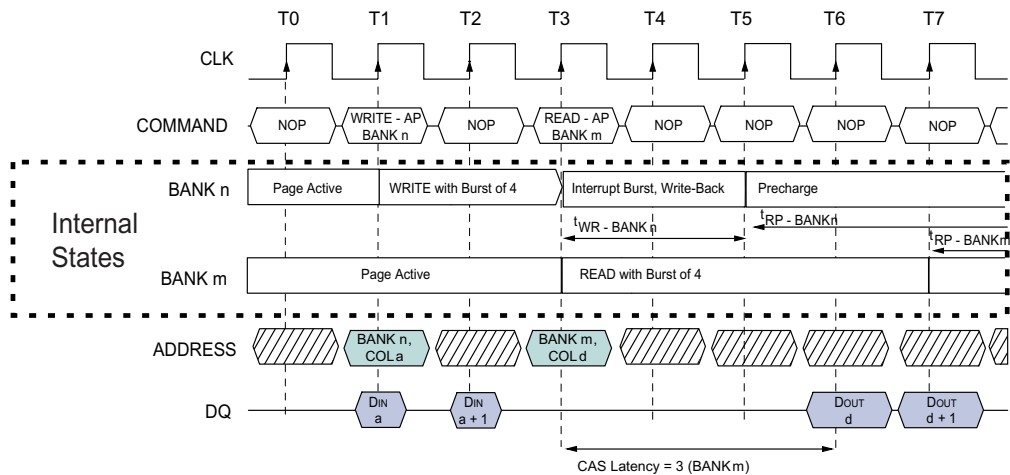 T0 T1 T2 T3 T4 T5 T6 T7
CLK
COMMAND NOP WRITE - AP BANK n NOP READ - AP BANK m NOP NOP NOP NOP
Internal States
BANK n Page Active WRITE with Burst of 4 Interrupt Burst, Write-Back Precharge
tWR - BANK n tRP - BANK n
tRP - BANK m
BANK m Page Active READ with Burst of 4
ADDRESS BANK n, COL a BANK m, COL d
DQ DIN a DIN a + 1 DOUT d DOUT d + 1
CAS Latency = 3 (BANK m)